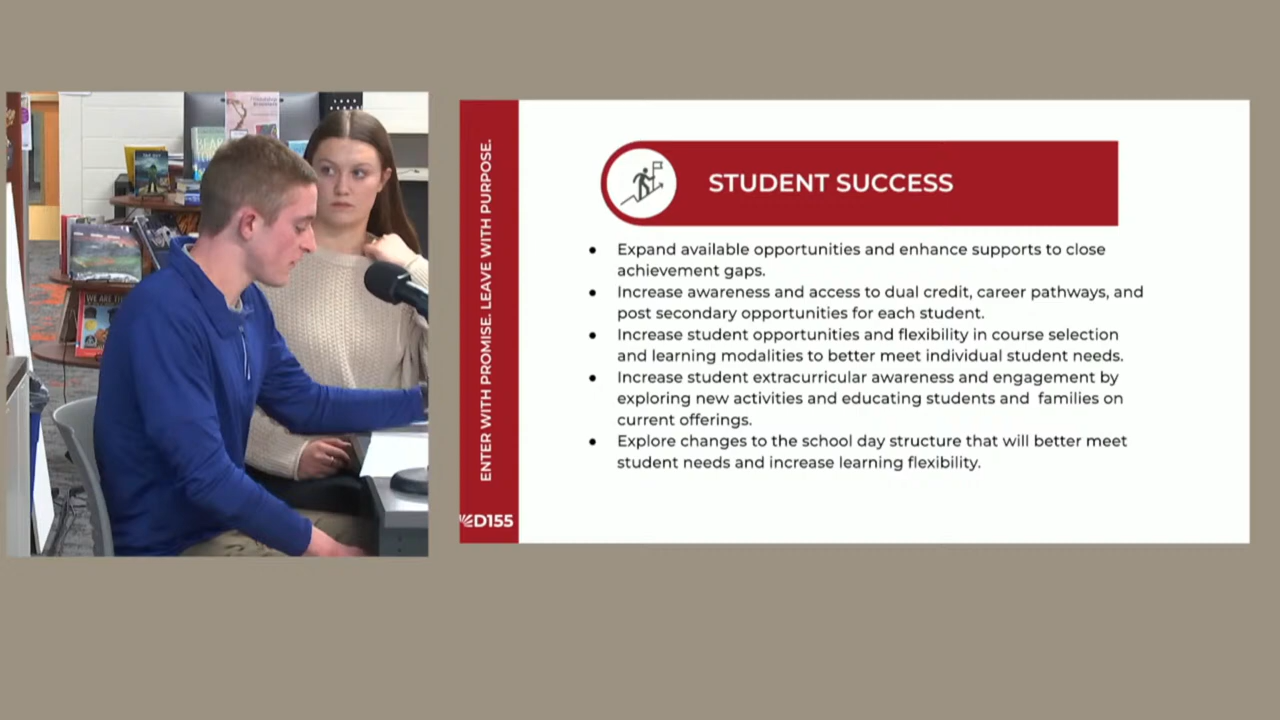 ENTER WITH PROMISE. LEAVE WITH PURPOSE.
D155
STUDENT SUCCESS
● Expand available opportunities and enhance supports to close
achievement gaps.
● Increase awareness and access to dual credit, career pathways, and
post secondary opportunities for each student.
● Increase student opportunities and flexibility in course selection
and learning modalities to better meet individual student needs.
● Increase student extracurricular awareness and engagement by
exploring new activities and educating students and  families on
current offerings.
● Explore changes to the school day structure that will better meet
student needs and increase learning flexibility.
WE ARE